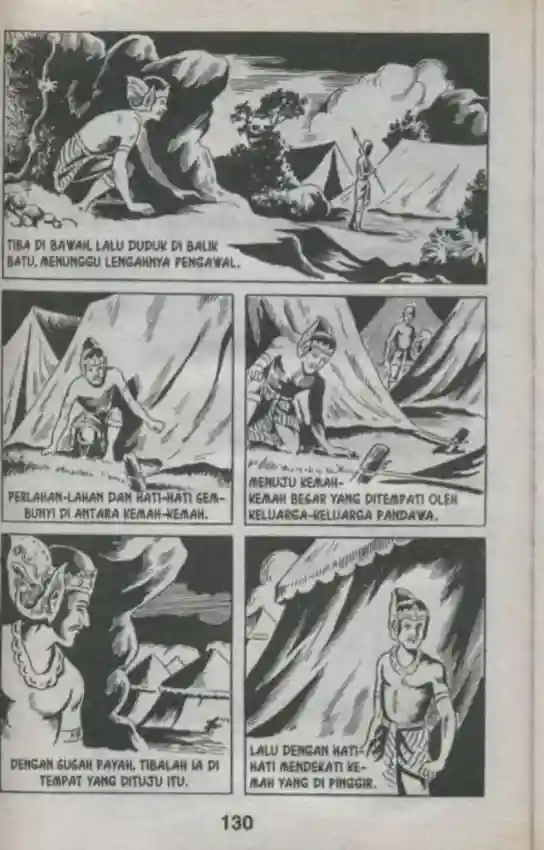 TIBA DI BAWAH, LALU DUDUK DI BALIK
BATU, MENUNGGU LENGAHNYA PENGAWAL.
PERLAHAN-LAHAN DAN HATI-HATI SEM-
BUNYI DI ANTARA KEMAH-KEMAH.
MENUJU KEMAH-
KEMAH BESAR YANG DITEMPATI OLEH
KELUARGA-KELUARGA PANDAWA.
DENGAN SUSAH PAYAH, TIBALAH IA DI
TEMPAT YANG DITUJU ITU.
LALU DENGAN HATI-
HATI MENDEKATI KE-
MAH YANG DI PINGGIR.
130